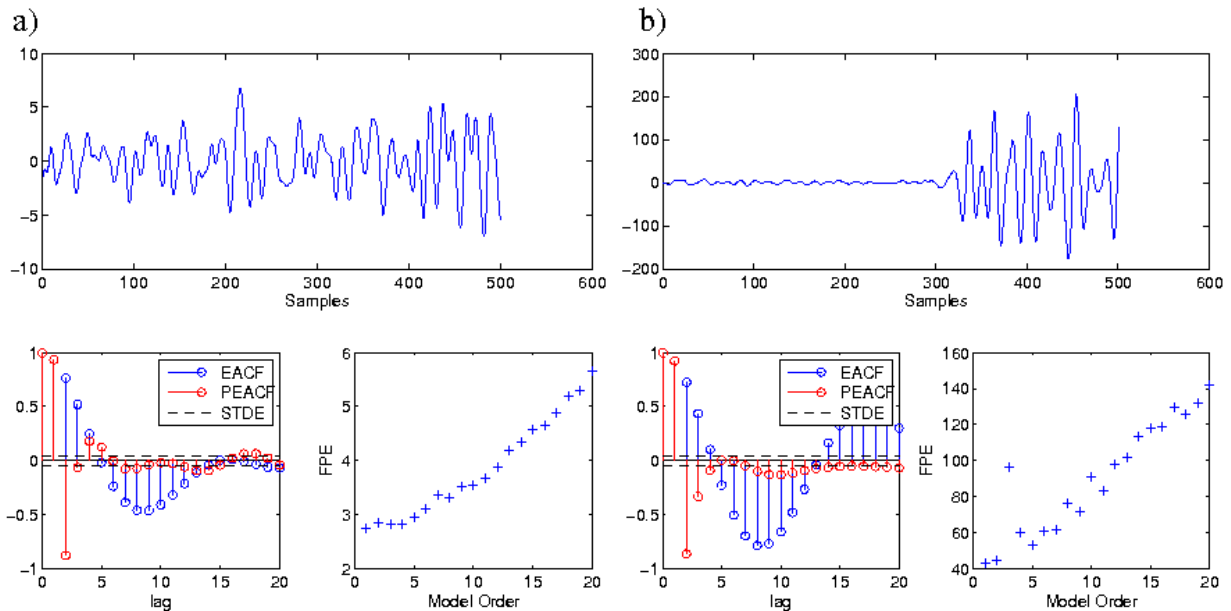 a)
10
5
0
−5
−10
0 100 200 300 400 500 600
Samples
b)
300
200
100
0
−100
−200
0 100 200 300 400 500 600
Samples
1
0.5
0
−0.5
−1
0 5 10 15 20
lag
EACF
PEACF
STDE
FPE
6
5
4
3
2
0 5 10 15 20
Model Order
1
0.5
0
−0.5
−1
0 5 10 15 20
lag
EACF
PEACF
STDE
FPE
160
140
120
100
80
60
40
0 5 10 15 20
Model Order